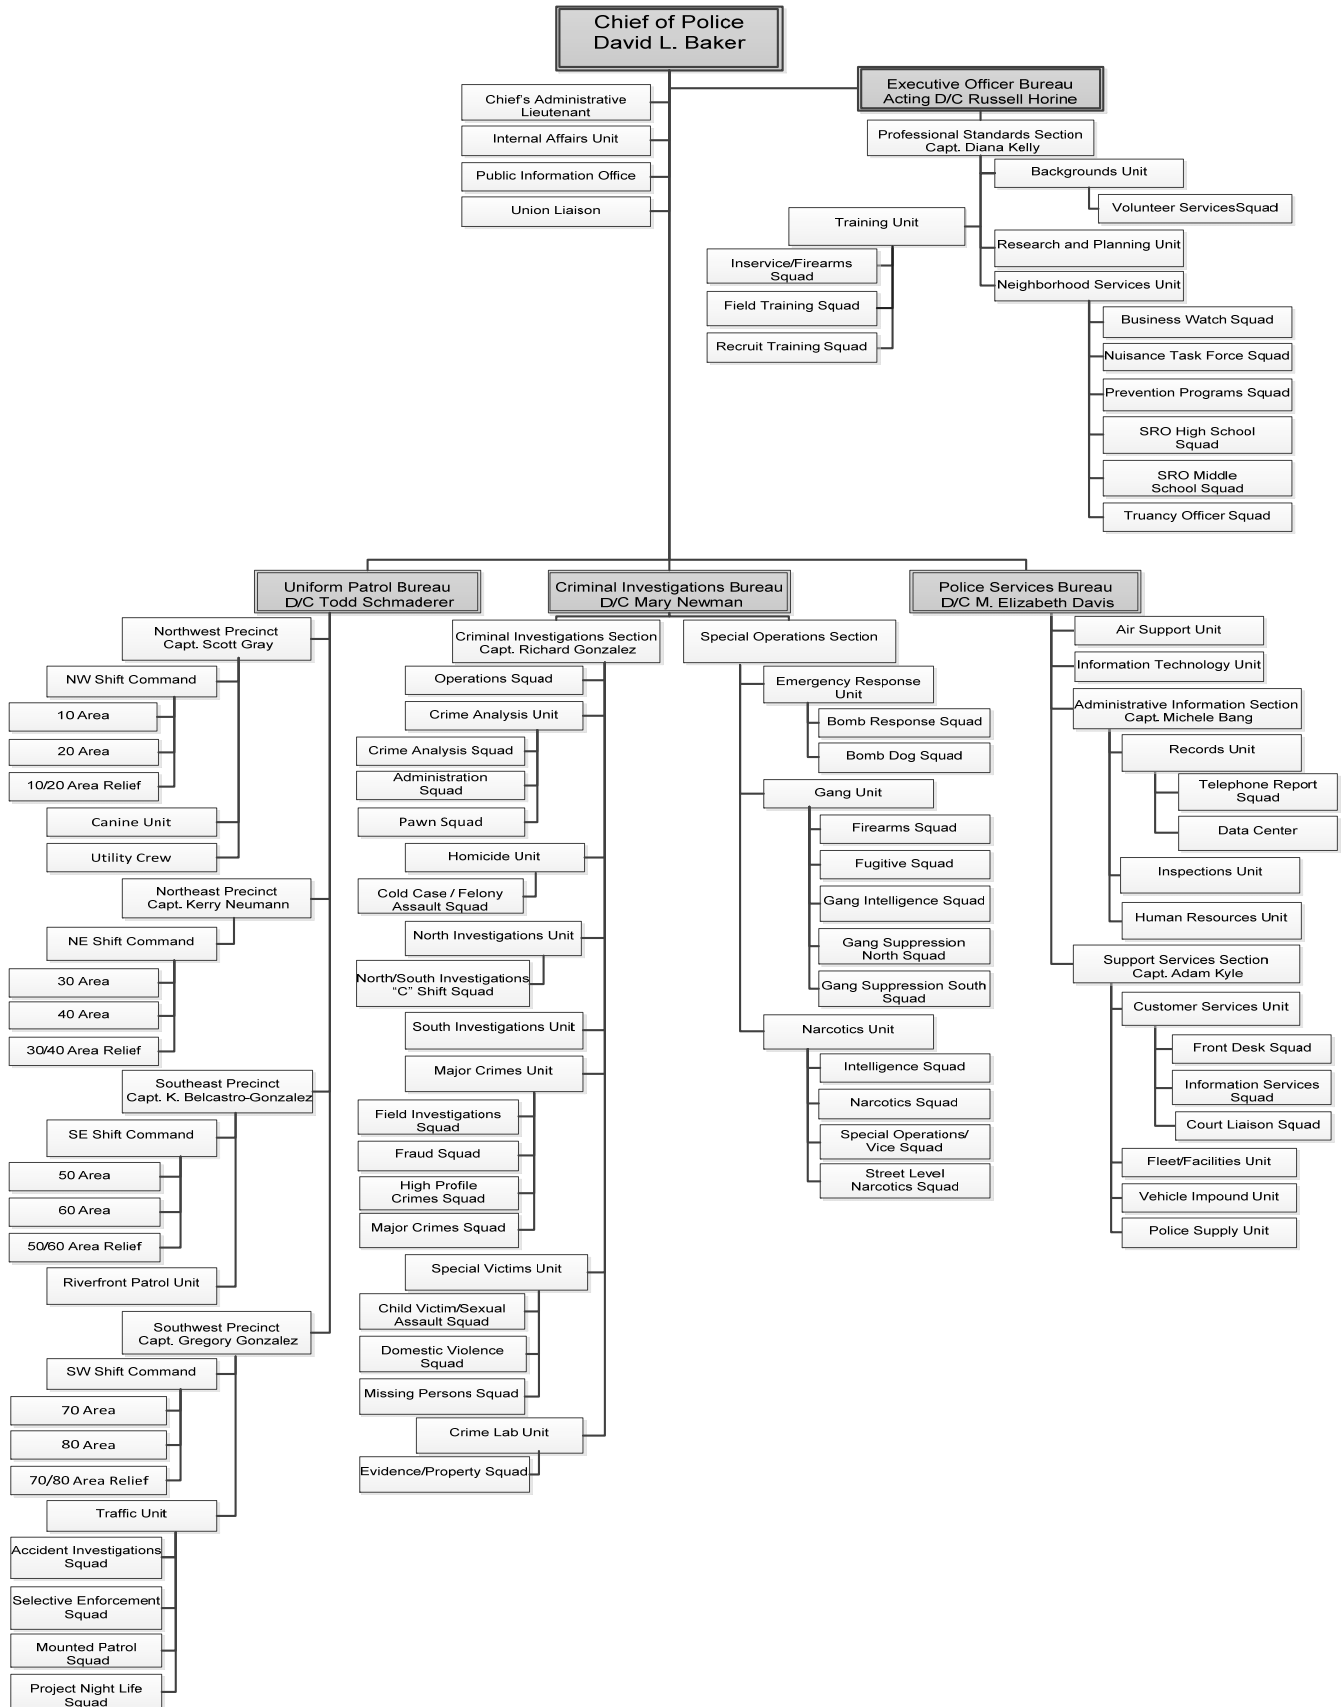 Chief of Police
David L. Baker
Executive Officer Bureau
Acting D/C Russell Horine
Chief's Administrative
Lieutenant
Internal Affairs Unit
Public Information Office
Union Liaison
Professional Standards Section
Capt. Diana Kelly
Backgrounds Unit
Volunteer ServicesSquad
Training Unit
Inservice/Firearms
Squad
Field Training Squad
Recruit Training Squad
Research and Planning Unit
Neighborhood Services Unit
Business Watch Squad
Nuisance Task Force Squad
Prevention Programs Squad
SRO High School
Squad
SRO Middle
School Squad
Truancy Officer Squad
Uniform Patrol Bureau
D/C Todd Schmaderer
Northwest Precinct
Capt. Scott Gray
NW Shift Command
10 Area
20 Area
10/20 Area Relief
Canine Unit
Utility Crew
Northeast Precinct
Capt. Kerry Neumann
NE Shift Command
30 Area
40 Area
30/40 Area Relief
Southeast Precinct
Capt. K. Belcastro-Gonzalez
SE Shift Command
50 Area
60 Area
50/60 Area Relief
Riverfront Patrol Unit
Southwest Precinct
Capt. Gregory Gonzalez
SW Shift Command
70 Area
80 Area
70/80 Area Relief
Traffic Unit
Accident Investigations
Squad
Selective Enforcement
Squad
Mounted Patrol
Squad
Project Night Life
Squad
Criminal Investigations Bureau
D/C Mary Newman
Criminal Investigations Section
Capt. Richard Gonzalez
Operations Squad
Crime Analysis Unit
Crime Analysis Squad
Administration
Squad
Pawn Squad
Homicide Unit
Cold Case / Felony
Assault Squad
North Investigations Unit
North/South Investigations
"C" Shift Squad
South Investigations Unit
Major Crimes Unit
Field Investigations
Squad
Fraud Squad
High Profile
Crimes Squad
Major Crimes Squad
Special Victims Unit
Child Victim/Sexual
Assault Squad
Domestic Violence
Squad
Missing Persons Squad
Crime Lab Unit
Evidence/Property Squad
Special Operations Section
Emergency Response
Unit
Bomb Response Squad
Bomb Dog Squad
Gang Unit
Firearms Squad
Fugitive Squad
Gang Intelligence Squad
Gang Suppression
North Squad
Gang Suppression South
Squad
Narcotics Unit
Intelligence Squad
Narcotics Squad
Special Operations/
Vice Squad
Street Level
Narcotics Squad
Police Services Bureau
D/C M. Elizabeth Davis
Air Support Unit
Information Technology Unit
Administrative Information Section
Capt. Michele Bang
Records Unit
Telephone Report
Squad
Data Center
Inspections Unit
Human Resources Unit
Support Services Section
Capt. Adam Kyle
Customer Services Unit
Front Desk Squad
Information Services
Squad
Court Liaison Squad
Fleet/Facilities Unit
Vehicle Impound Unit
Police Supply Unit